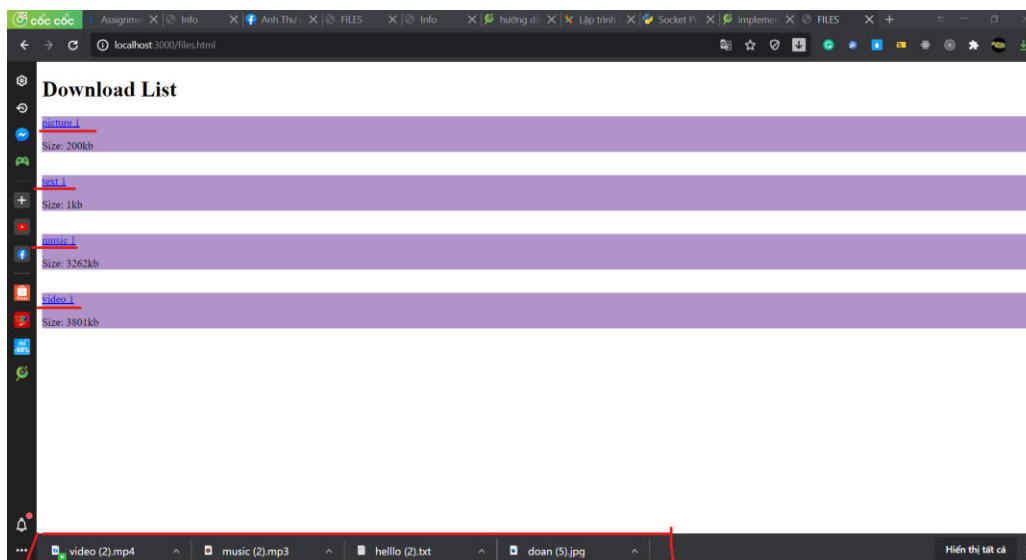 cốc cốc Assignme Info Anh Thư FILES Info hướng d Lập trình Socket Pr implemen FILES
localhost:3000/files.html
Download List
picture 1
Size: 200kb
text 1
Size: 1kb
music 1
Size: 3262kb
video 1
Size: 3801kb
video (2).mp4 music (2).mp3 helllo (2).txt doan (5).jpg Hiển thị tất cả